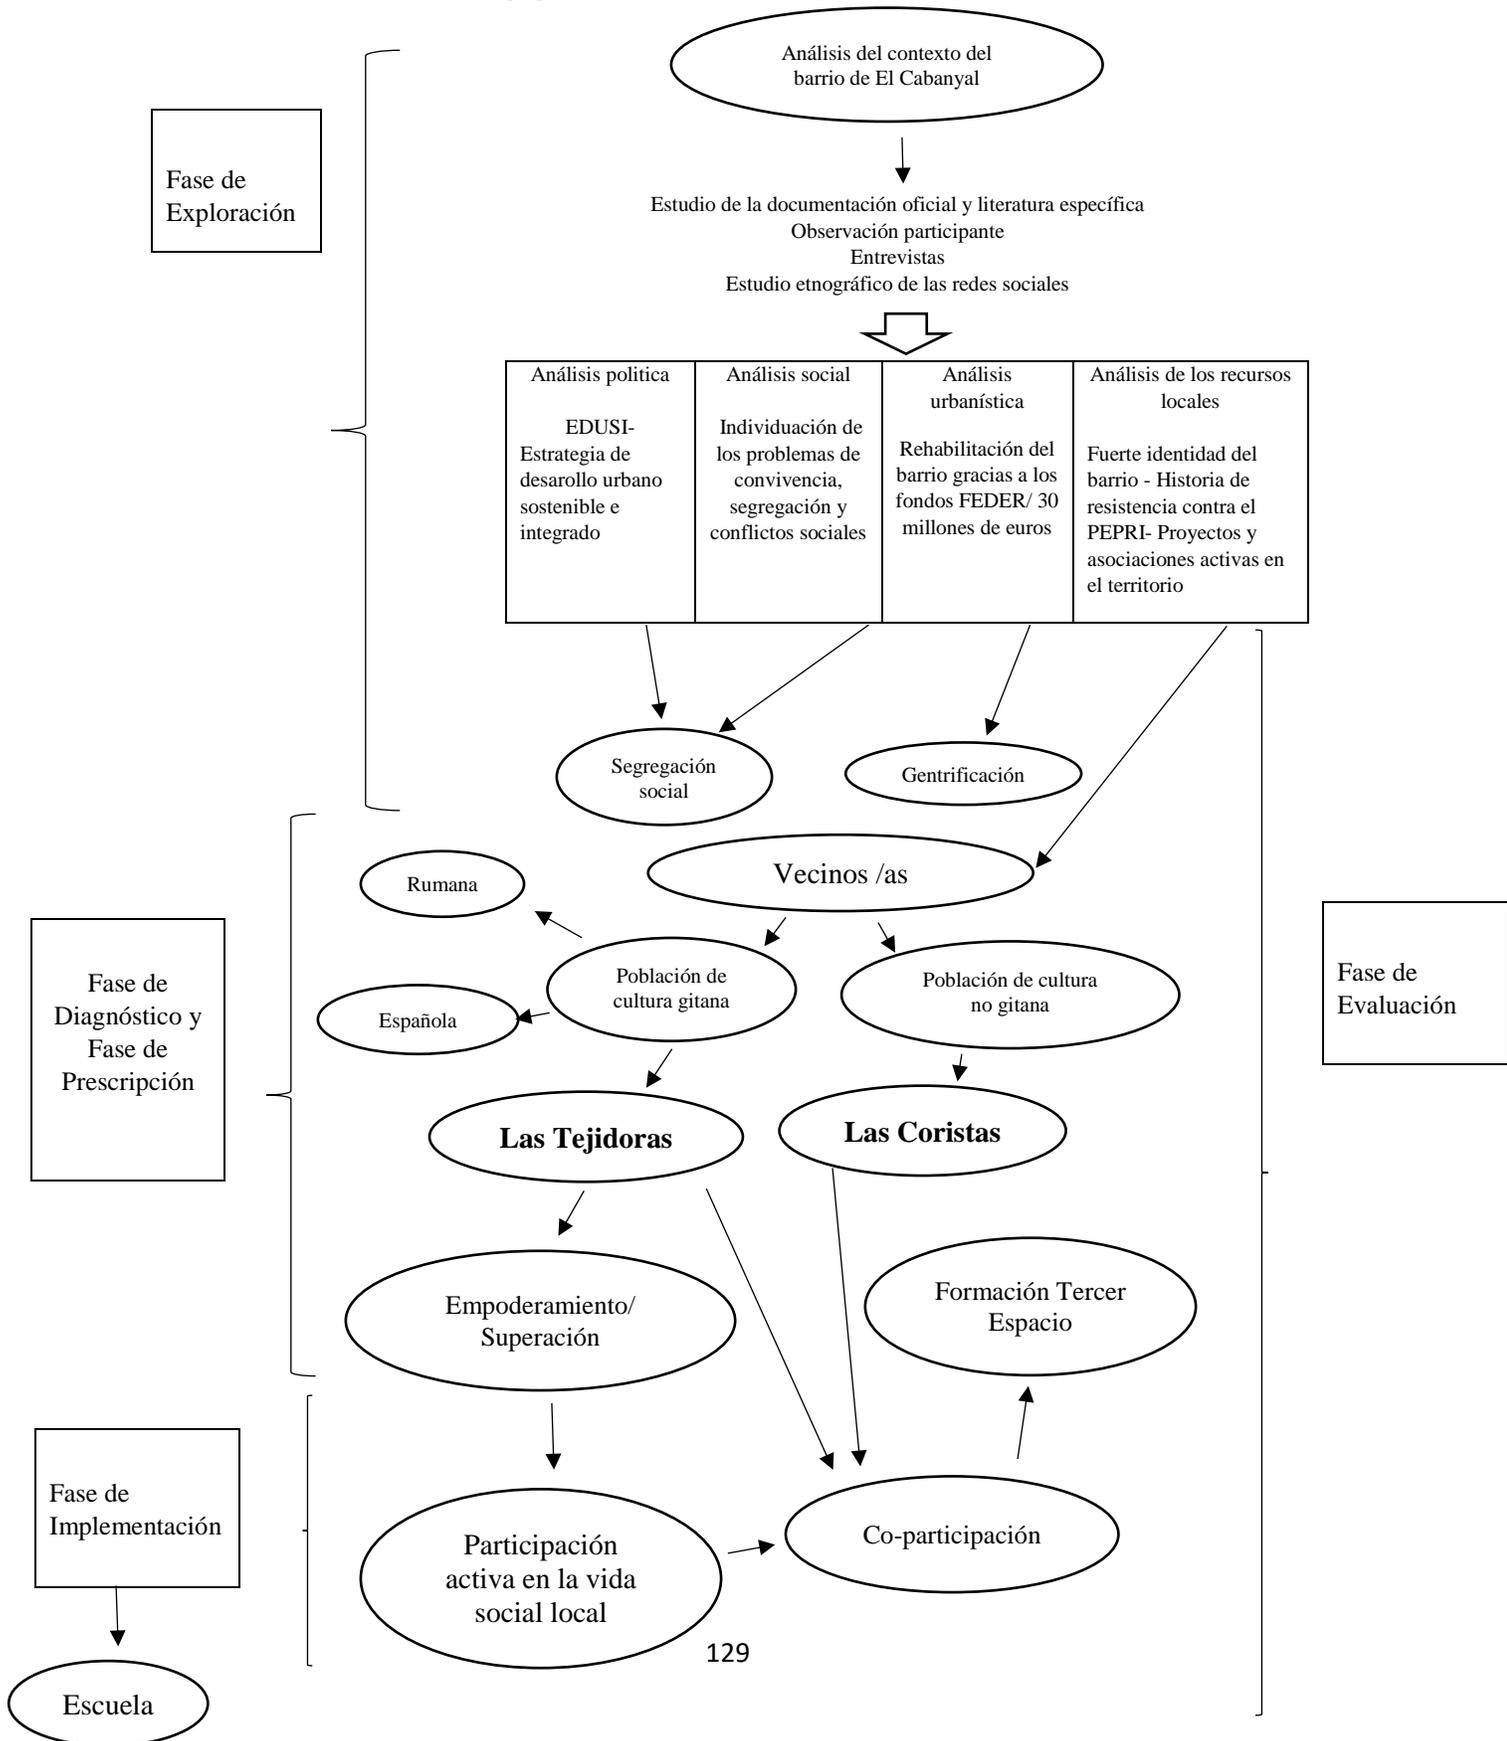 Análisis del contexto del
barrio de El Cabanyal
Fase de
Exploración
Estudio de la documentación oficial y literatura específica
Observación participante
Entrevistas
Estudio etnográfico de las redes sociales
Análisis politica
EDUSI-
Estrategia de
desarollo urbano
sostenible e
integrado
Análisis social
Individuación de
los problemas de
convivencia,
segregación y
conflictos sociales
Análisis
urbanística
Rehabilitación del
barrio gracias a los
fondos FEDER/ 30
millones de euros
Análisis de los recursos
locales
Fuerte identidad del
barrio - Historia de
resistencia contra el
PEPRI- Proyectos y
asociaciones activas en
el territorio
Segregación
social
Gentrificación
Vecinos /as
Rumana
Población de
cultura gitana
Población de cultura
no gitana
Española
Fase de
Diagnóstico y
Fase de
Prescripción
Fase de
Evaluación
Las Tejidoras
Las Coristas
Empoderamiento/
Superación
Formación Tercer
Espacio
Fase de
Implementación
Participación
activa en la vida
social local
Co-participación
Escuela
129